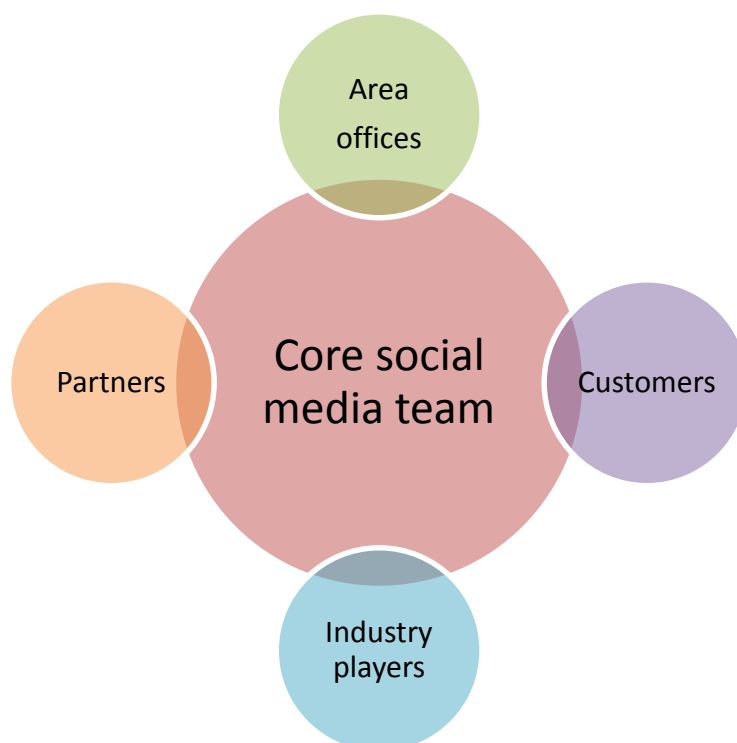 Area
offices
Partners
Core social
media team
Customers
Industry
players